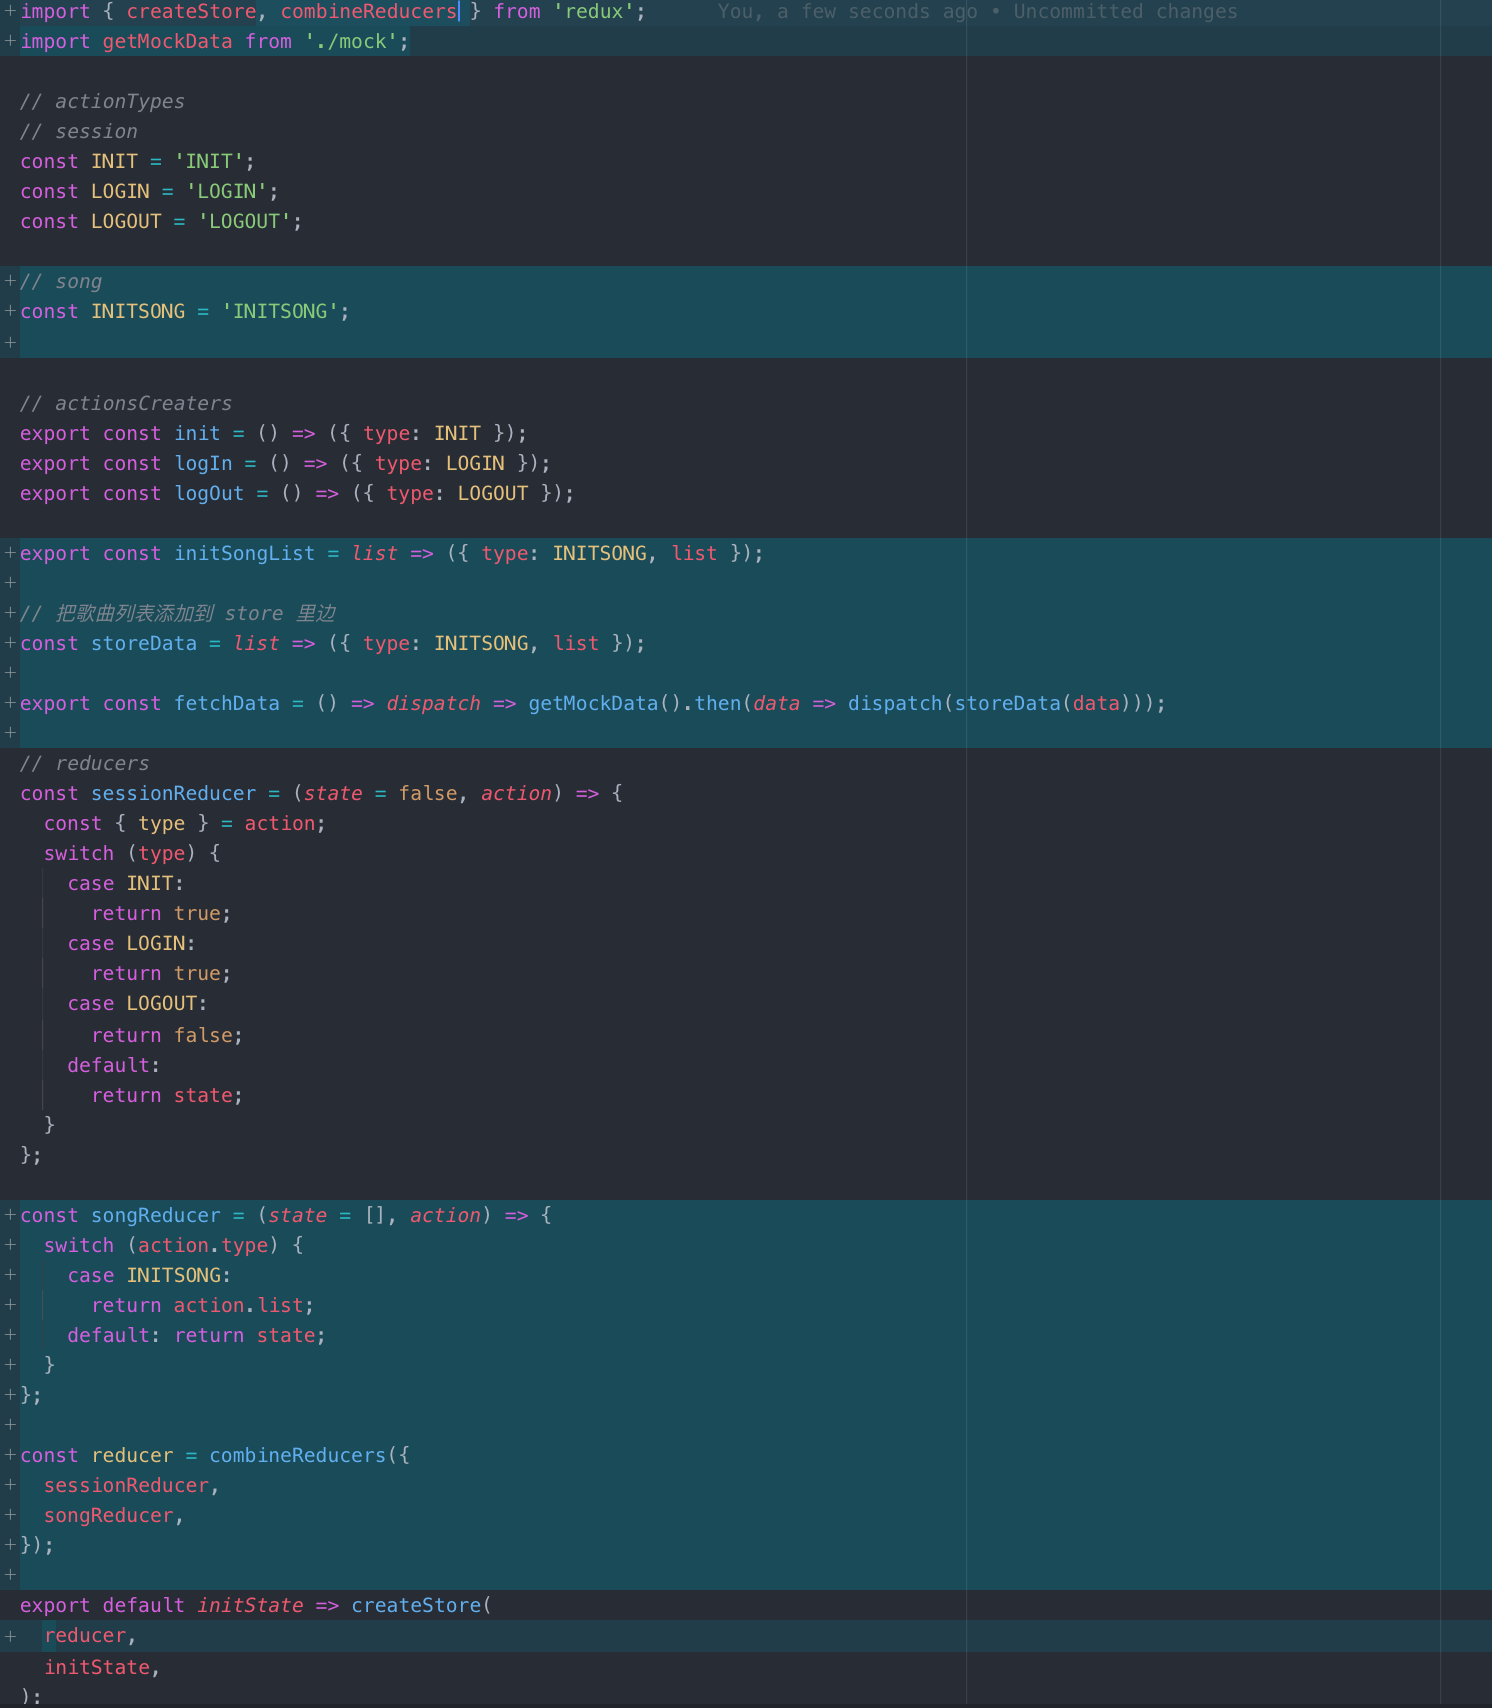 +import { createStore, combineReducers } from 'redux'; You, a few seconds ago • Uncommitted changes
+import getMockData from './mock';
// actionTypes
// session
const INIT = 'INIT';
const LOGIN = 'LOGIN';
const LOGOUT = 'LOGOUT';
+// song
+const INITSONG = 'INITSONG';
+
// actionsCreaters
export const init = () => ({ type: INIT });
export const logIn = () => ({ type: LOGIN });
export const logOut = () => ({ type: LOGOUT });
+export const initSongList = list => ({ type: INITSONG, list });
+
+// 把歌曲列表添加到 store 里边
+const storeData = list => ({ type: INITSONG, list });
+
+export const fetchData = () => dispatch => getMockData().then(data => dispatch(storeData(data)));
+
// reducers
const sessionReducer = (state = false, action) => {
  const { type } = action;
  switch (type) {
    case INIT:
      return true;
    case LOGIN:
      return true;
    case LOGOUT:
      return false;
    default:
      return state;
  }
};
+const songReducer = (state = [], action) => {
+  switch (action.type) {
+    case INITSONG:
+      return action.list;
+    default: return state;
+  }
+};
+
+const reducer = combineReducers({
+  sessionReducer,
+  songReducer,
+});
+
export default initState => createStore(
+  reducer,
  initState,
);